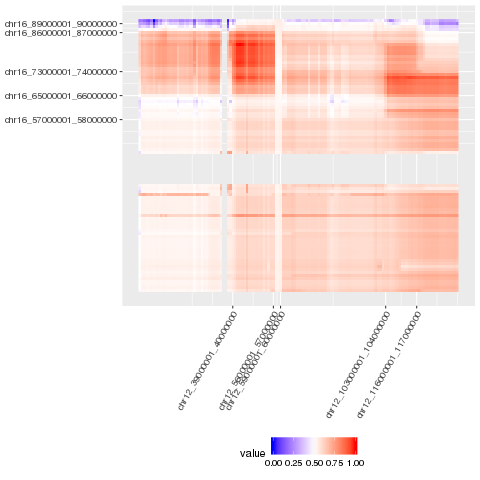 chr16_89000001_90000000
chr16_86000001_87000000
chr16_73000001_74000000
chr16_65000001_66000000
chr16_57000001_58000000
chr12_39000001_40000000
chr12_56000001_57000000
chr12_59000001_60000000
chr12_103000001_104000000
chr12_116000001_117000000
value
0.00 0.25 0.50 0.75 1.00